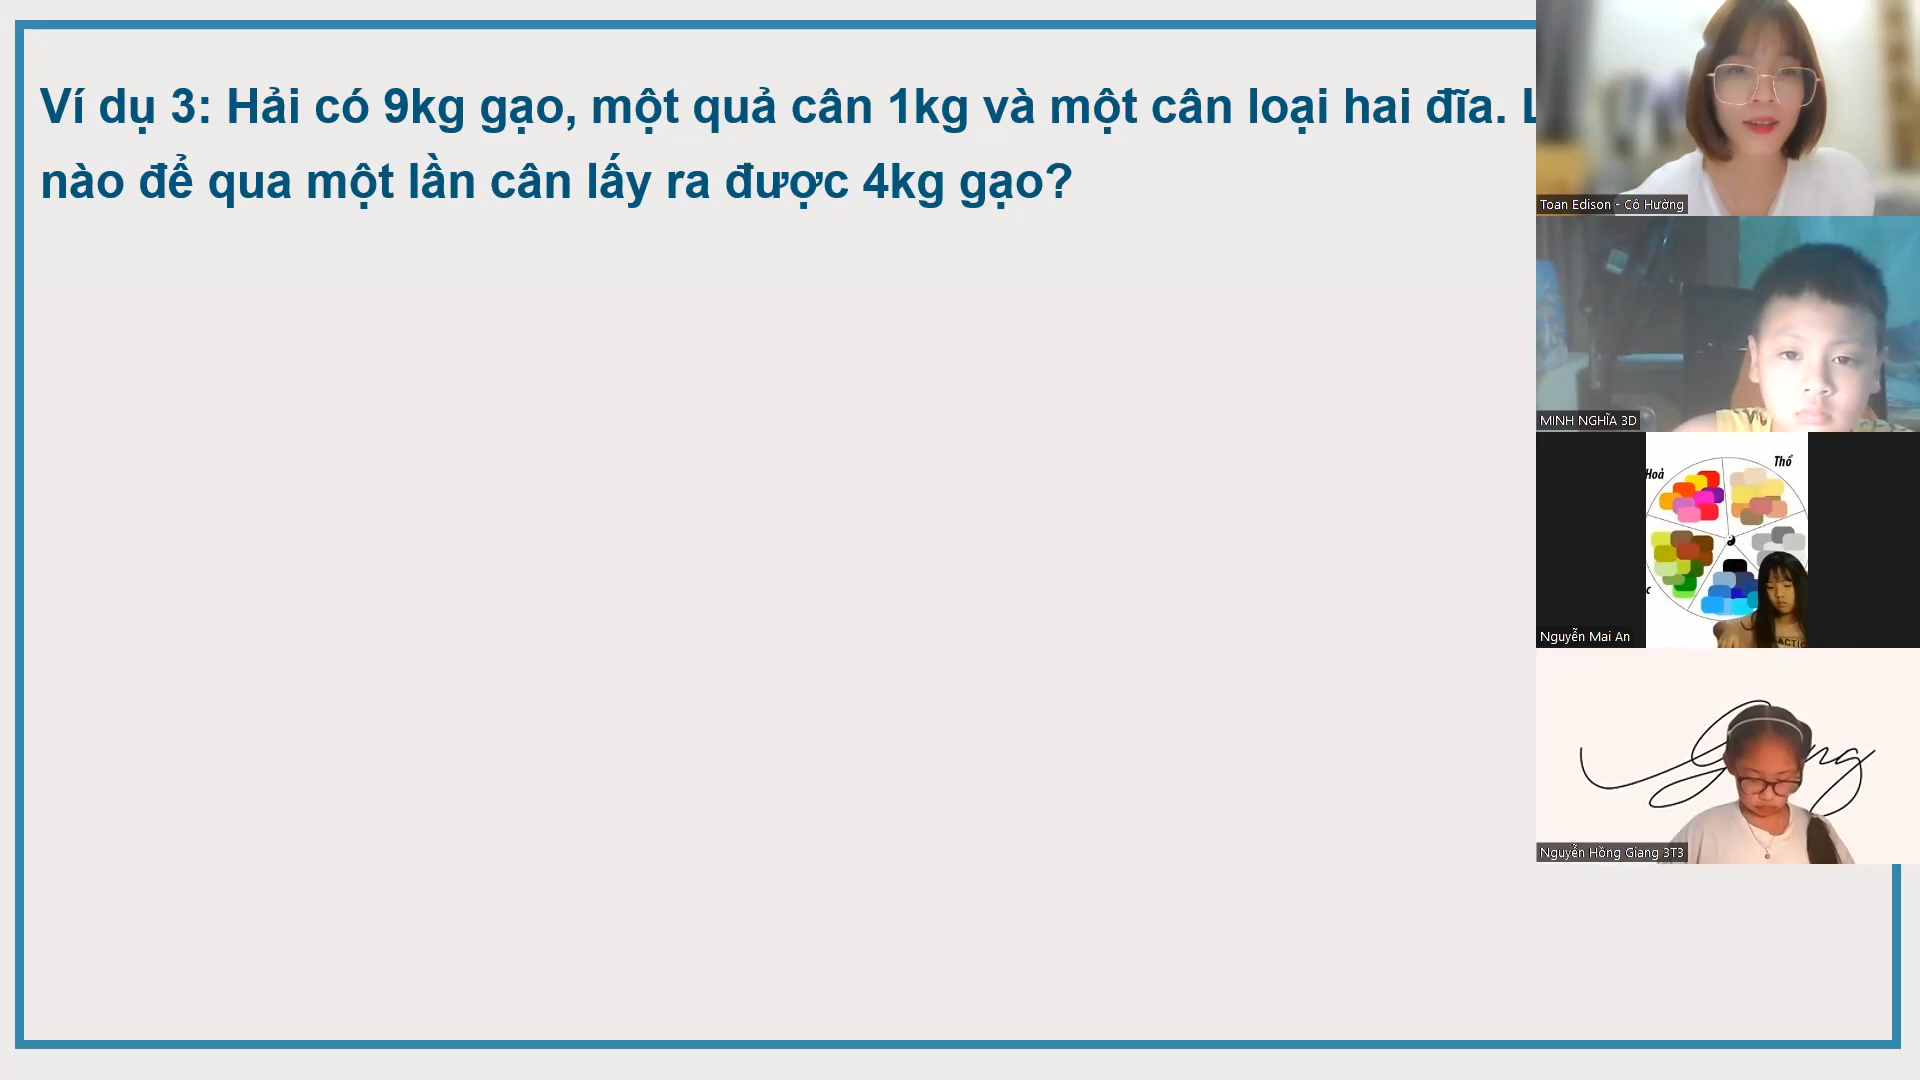 Ví dụ 3: Hải có 9kg gạo, một quả cân 1kg và một cân loại hai đĩa.
nào để qua một lần cân lấy ra được 4kg gạo?
Toan Edison - Cô Hường
MINH NGHĨA 3D
Hoả
Thổ
Nguyễn Mai An
Nguyễn Hồng Giang 3T3